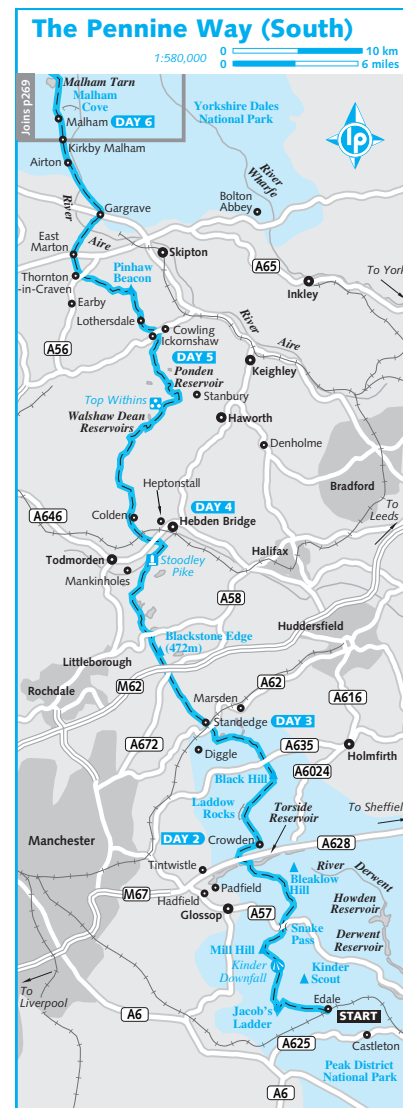 The Pennine Way (South)
1:580,000
0 10 km
0 6 miles
Joins p269
Malham Tarn
Malham
Cove
Malham DAY 6
Yorkshire Dales
National Park
lp
Kirkby Malham
Airton
River
Wharfe
Bolton
Abbey
River
Gargrave
East
Marton
Aire
Skipton
A65
To York
Thornton
-in-Craven
Pinhaw
Beacon
Inkley
Earby
Lothersdale
Cowling
Ickornshaw
River
Aire
A56
DAY 5
Ponden
Reservoir
Keighley
Top Withins
Stanbury
Walshaw Dean
Reservoirs
Haworth
Denholme
Heptonstall
Bradford
A646
Colden
DAY 4
Hebden Bridge
To
Leeds
Todmorden
Stoodley
Pike
Halifax
Mankinholes
A58
Huddersfield
Blackstone Edge
(472m)
Littleborough
Rochdale
M62
A62
A616
Marsden
Standedge DAY 3
A672
Diggle
A635
Holmfirth
Black Hill
A6024
Laddow
Rocks
Torside
Reservoir
To Sheffield
Manchester
DAY 2
Crowden
A628
Tintwistle
Bleaklow
Hill
River Derwent
M67
Padfield
Hadfield
Howden
Reservoir
Glossop
A57
Snake
Pass
Derwent
Reservoir
Mill Hill
Kinder
Downfall
Kinder
Scout
To
Liverpool
Jacob's
Ladder
Edale
START
A6
A625
Castleton
Peak District
National Park
A6